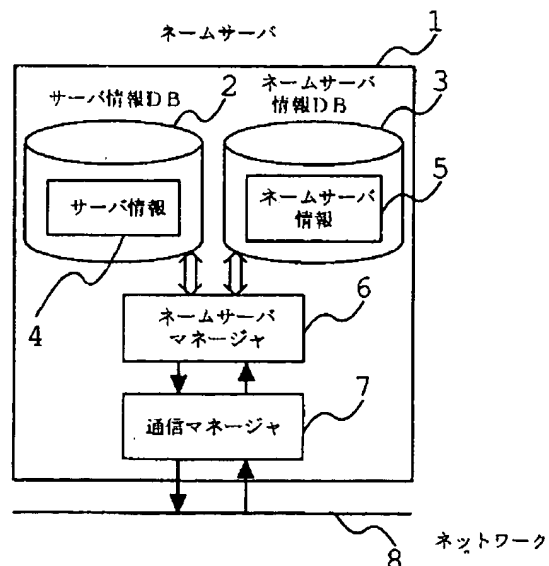 ネームサーバ
1
サーバ情報DB
2
ネームサーバ
情報DB
3
サーバ情報
4
ネームサーバ
情報
5
ネームサーバ
マネージャ
6
通信マネージャ
7
8
ネットワーク